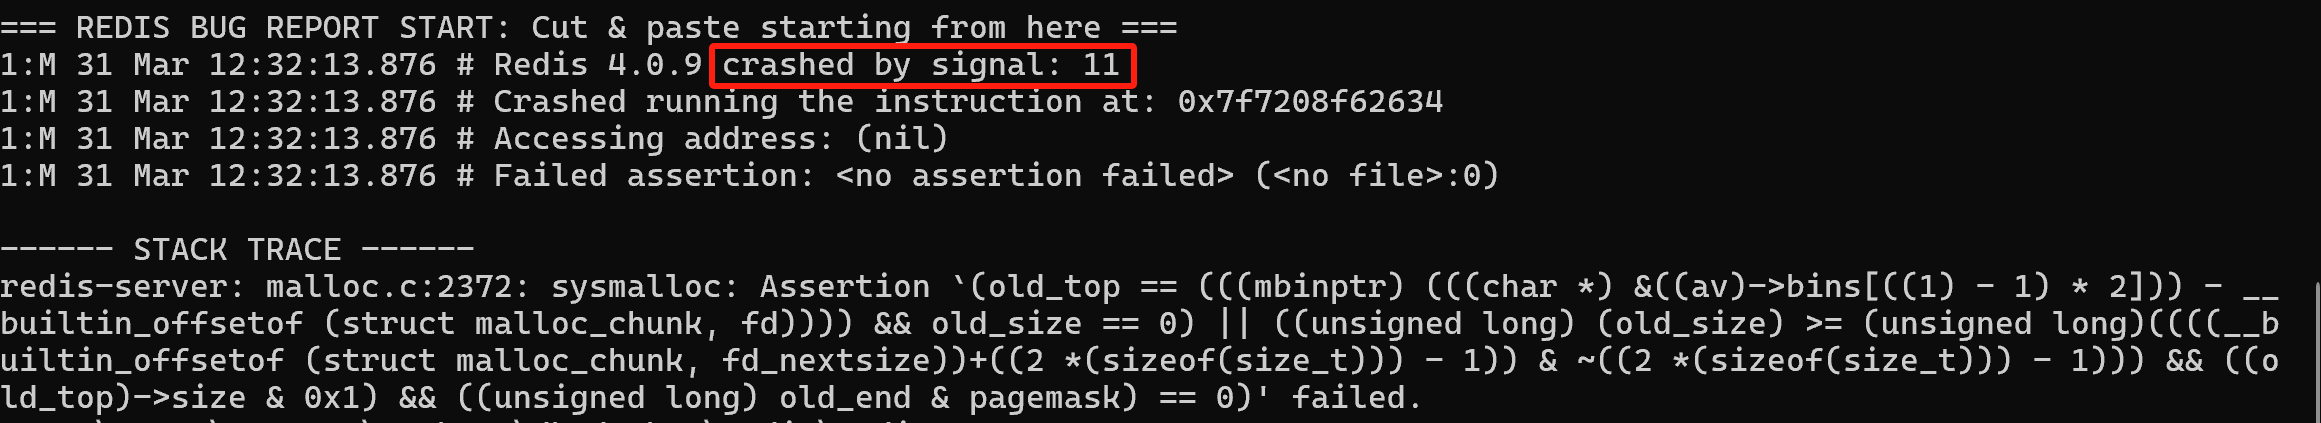 === REDIS BUG REPORT START: Cut & paste starting from here ===
1:M 31 Mar 12:32:13.876 # Redis 4.0.9 crashed by signal: 11
1:M 31 Mar 12:32:13.876 # Crashed running the instruction at: 0x7f7208f62634
1:M 31 Mar 12:32:13.876 # Accessing address: (nil)
1:M 31 Mar 12:32:13.876 # Failed assertion: <no assertion failed> (<no file>:0)
------ STACK TRACE ------
redis-server: malloc.c:2372: sysmalloc: Assertion `(old_top == (((mbinptr) (((char *) &((av)->bins[((1) - 1) * 2])) - __
builtin_offsetof (struct malloc_chunk, fd)))) && old_size == 0) || ((unsigned long) (old_size) >= (unsigned long)((((__b
uiltin_offsetof (struct malloc_chunk, fd_nextsize))+((2 *(sizeof(size_t))) - 1)) & ~((2 *(sizeof(size_t))) - 1))) && ((o
ld_top)->size & 0x1) && ((unsigned long) old_end & pagemask) == 0)' failed.